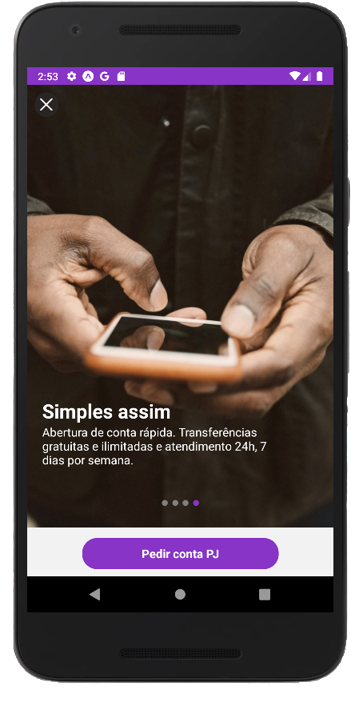 2:53
Simples assim
Abertura de conta rápida. Transferências
gratuitas e ilimitadas e atendimento 24h, 7
dias por semana.
Pedir conta PJ